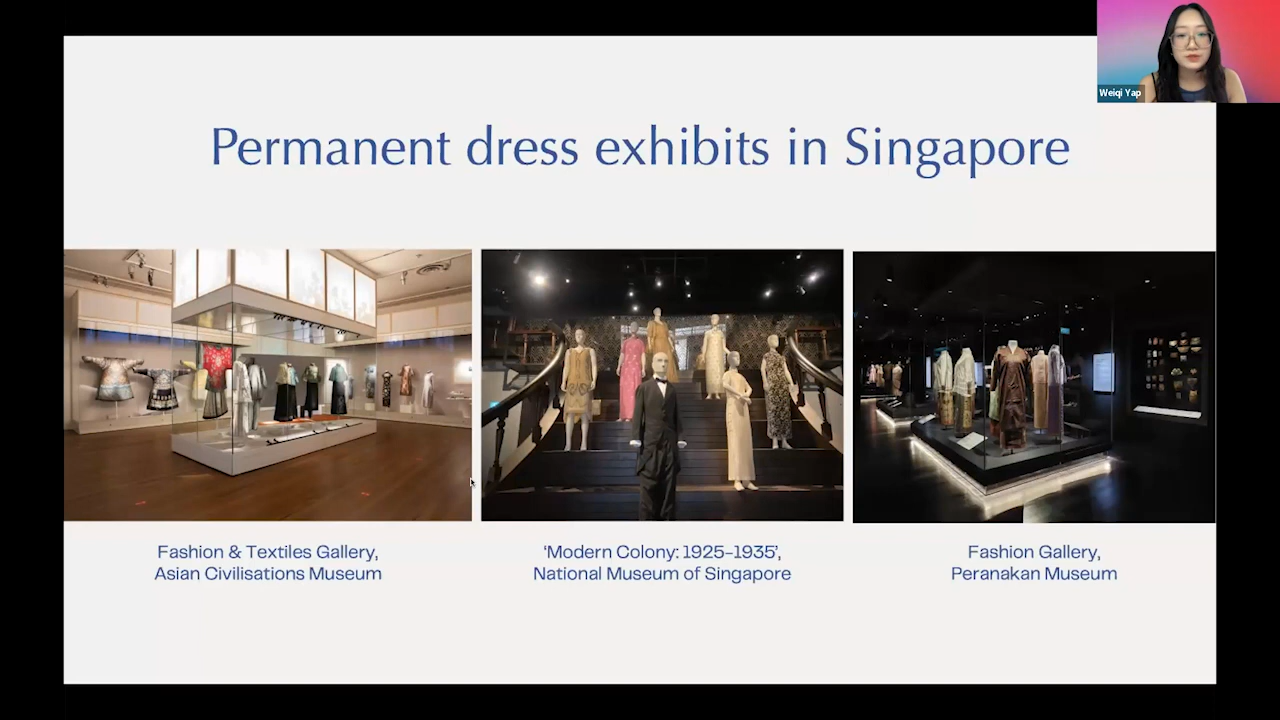 Weiqi Yap
Permanent dress exhibits in Singapore
Fashion & Textiles Gallery,
Asian Civilisations Museum
‘Modern Colony: 1925–1935’,
National Museum of Singapore
Fashion Gallery,
Peranakan Museum